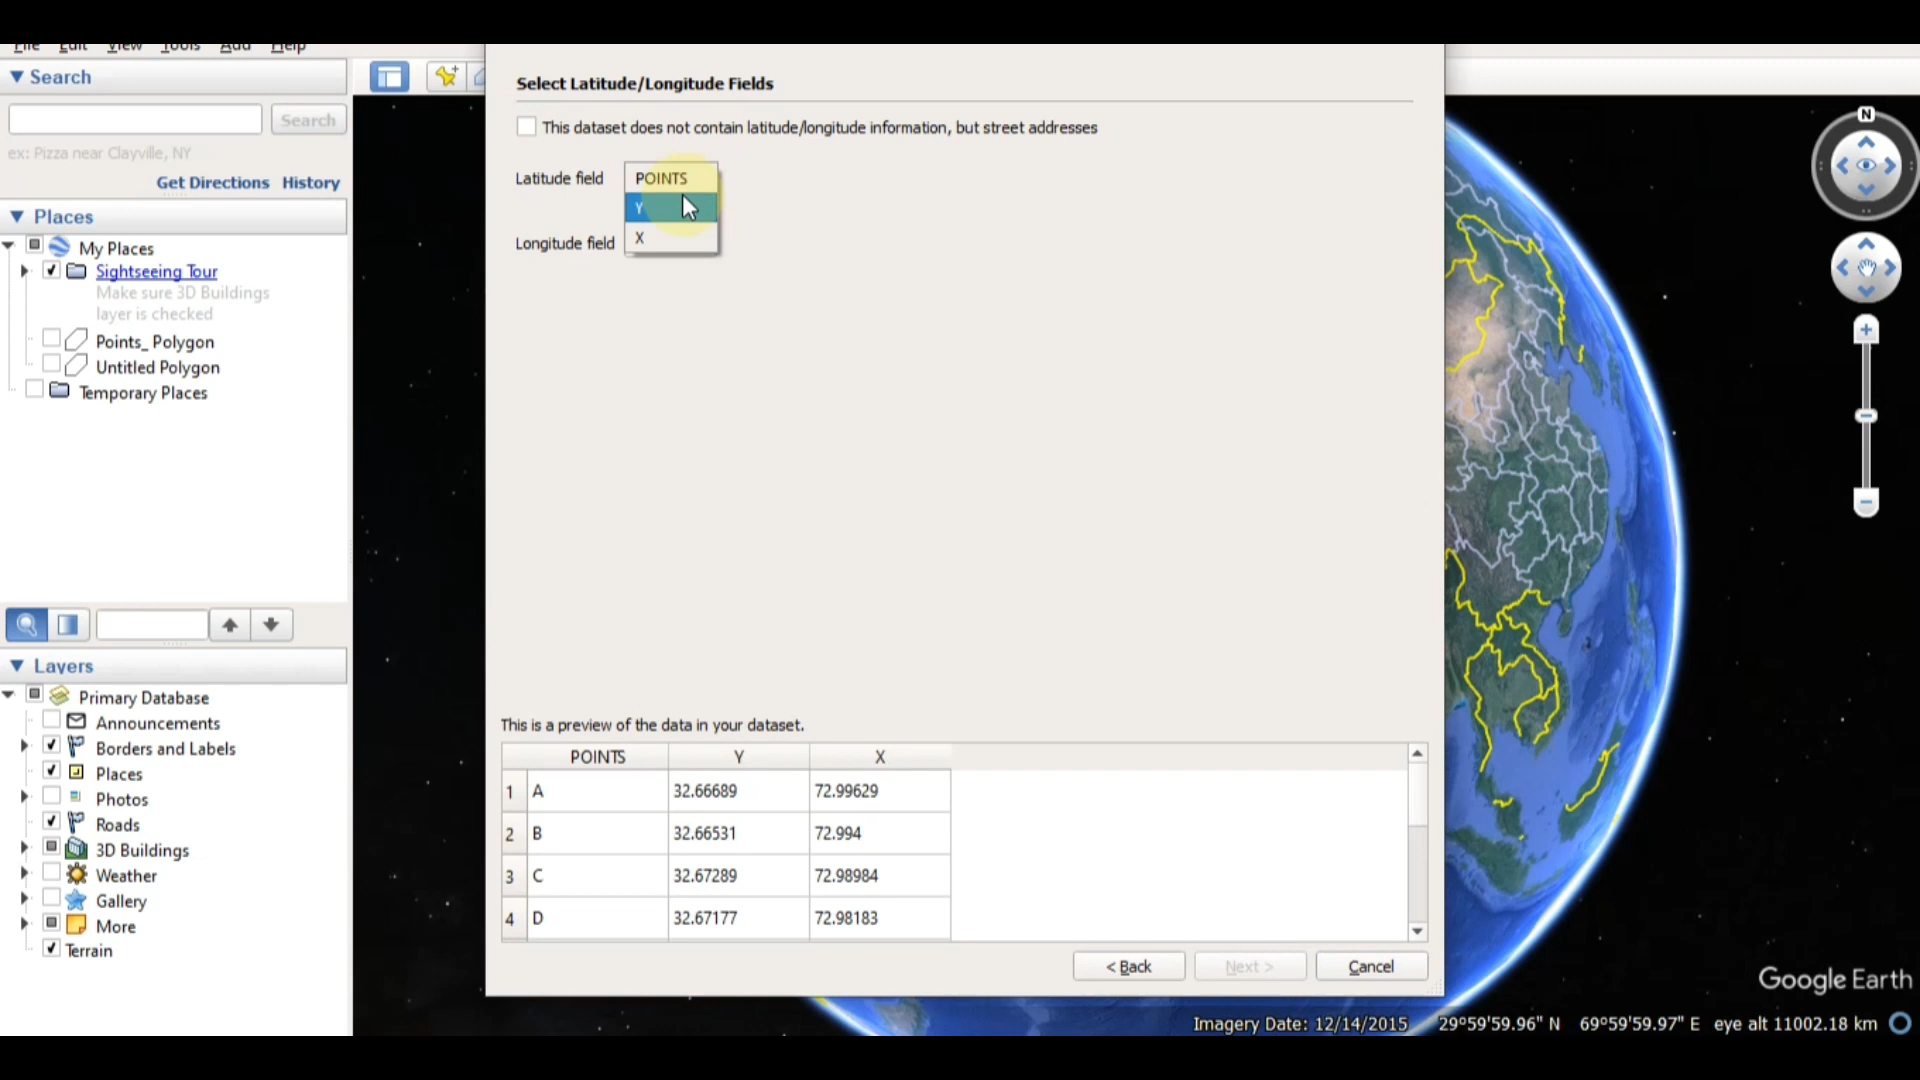 File Edit View Tools Add Help
Search
Search
ex: Pizza near Clayville, NY
Get Directions History
Places
My Places
Sightseeing Tour
Make sure 3D Buildings
layer is checked
Points_ Polygon
Untitled Polygon
Temporary Places
Layers
Primary Database
Announcements
Borders and Labels
Places
Photos
Roads
3D Buildings
Weather
Gallery
More
Terrain
Select Latitude/Longitude Fields
This dataset does not contain latitude/longitude information, but street addresses
Latitude field POINTS
Y
Longitude field X
This is a preview of the data in your dataset.
POINTS Y X
1 A 32.66689 72.99629
2 B 32.66531 72.994
3 C 32.67289 72.98984
4 D 32.67177 72.98183
< Back Next > Cancel
N
Google Earth
Imagery Date: 12/14/2015 29°59'59.96" N 69°59'59.97" E eye alt 11002.18 km